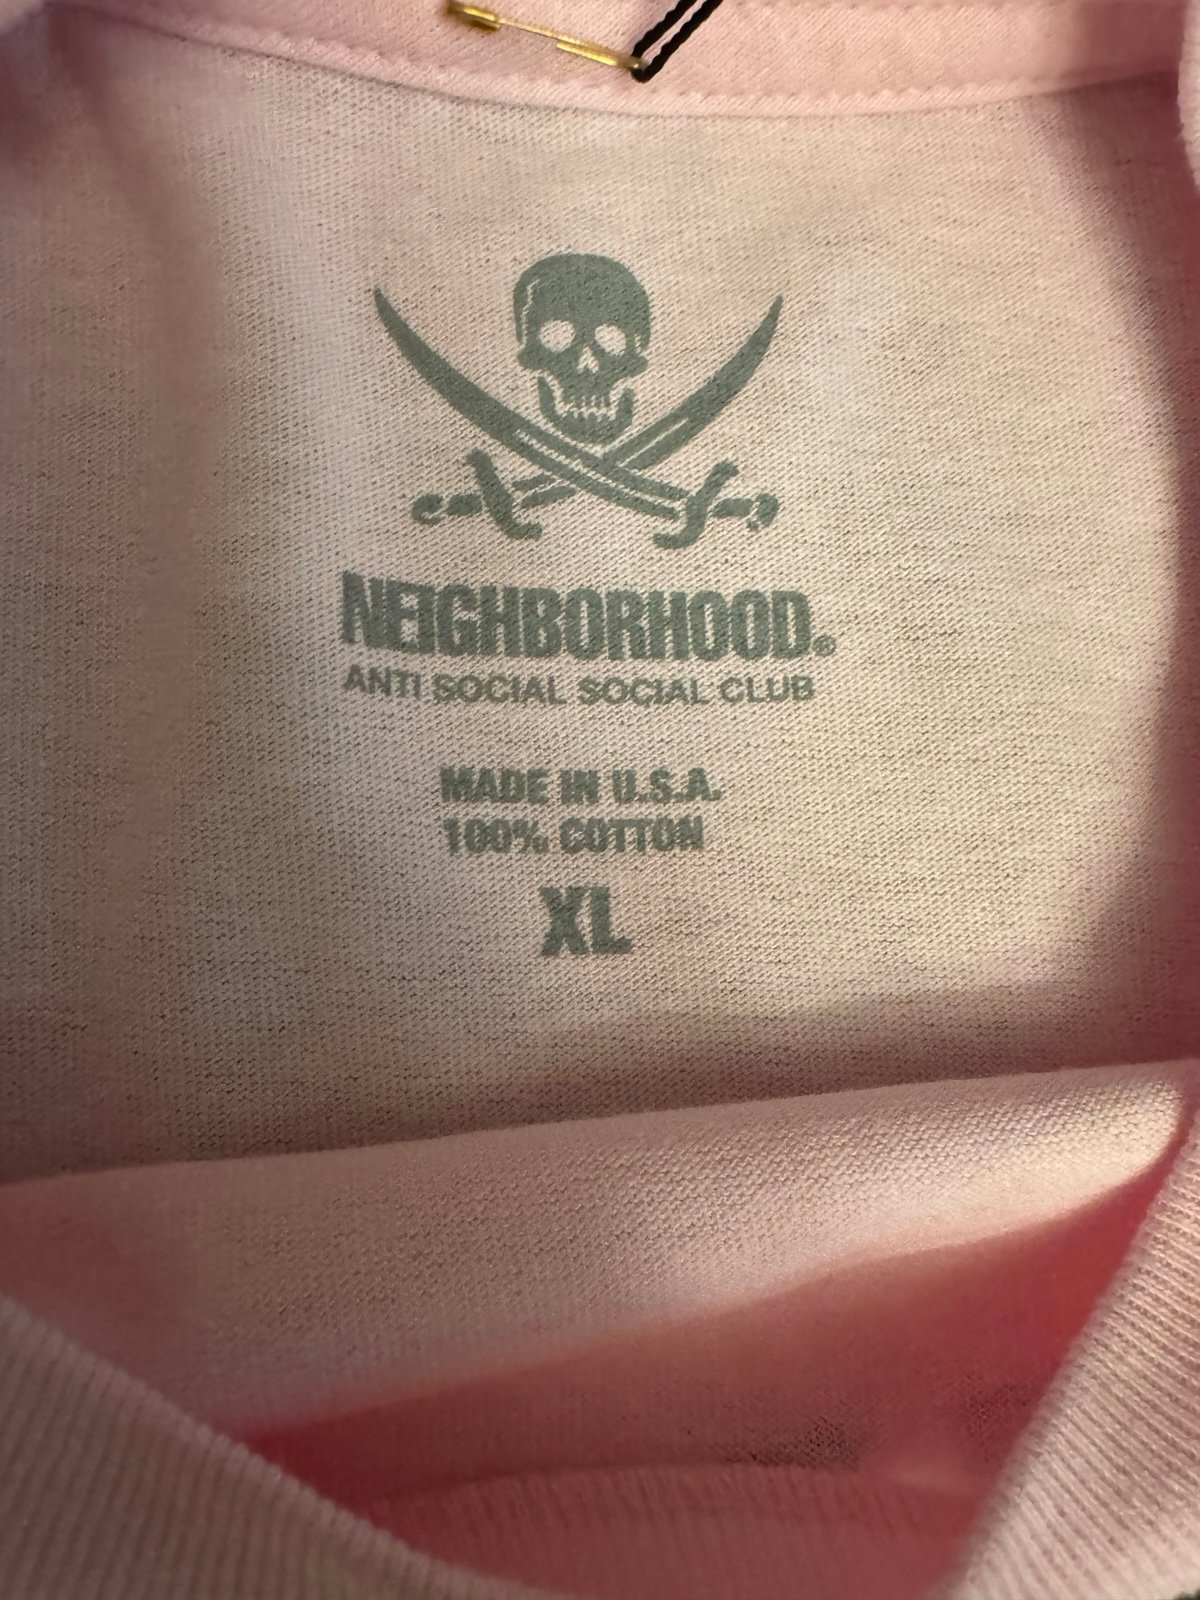 NEIGHBORHOOD®
ANTI SOCIAL SOCIAL CLUB
MADE IN U.S.A.
100% COTTON
XL